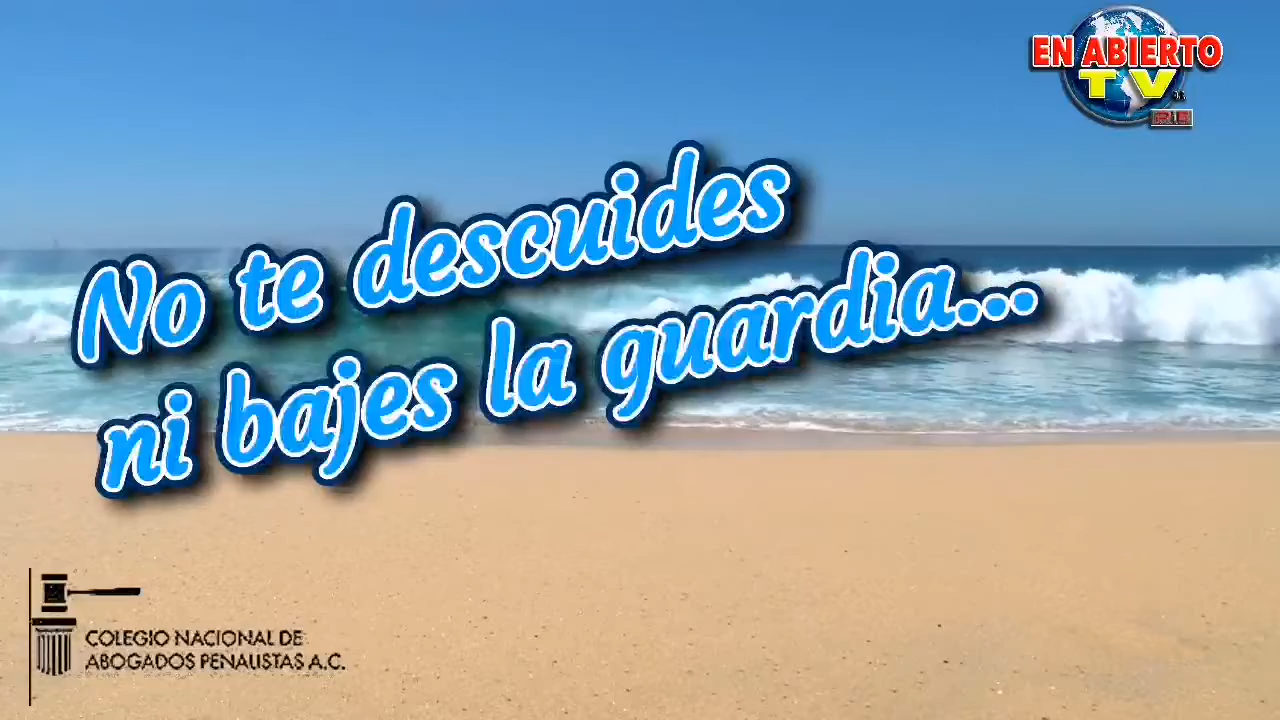 EN ABIERTO
TV
No te descuides
ni bajes la guardia...
COLEGIO NACIONAL DE
ABOGADOS PENALISTAS A.C.